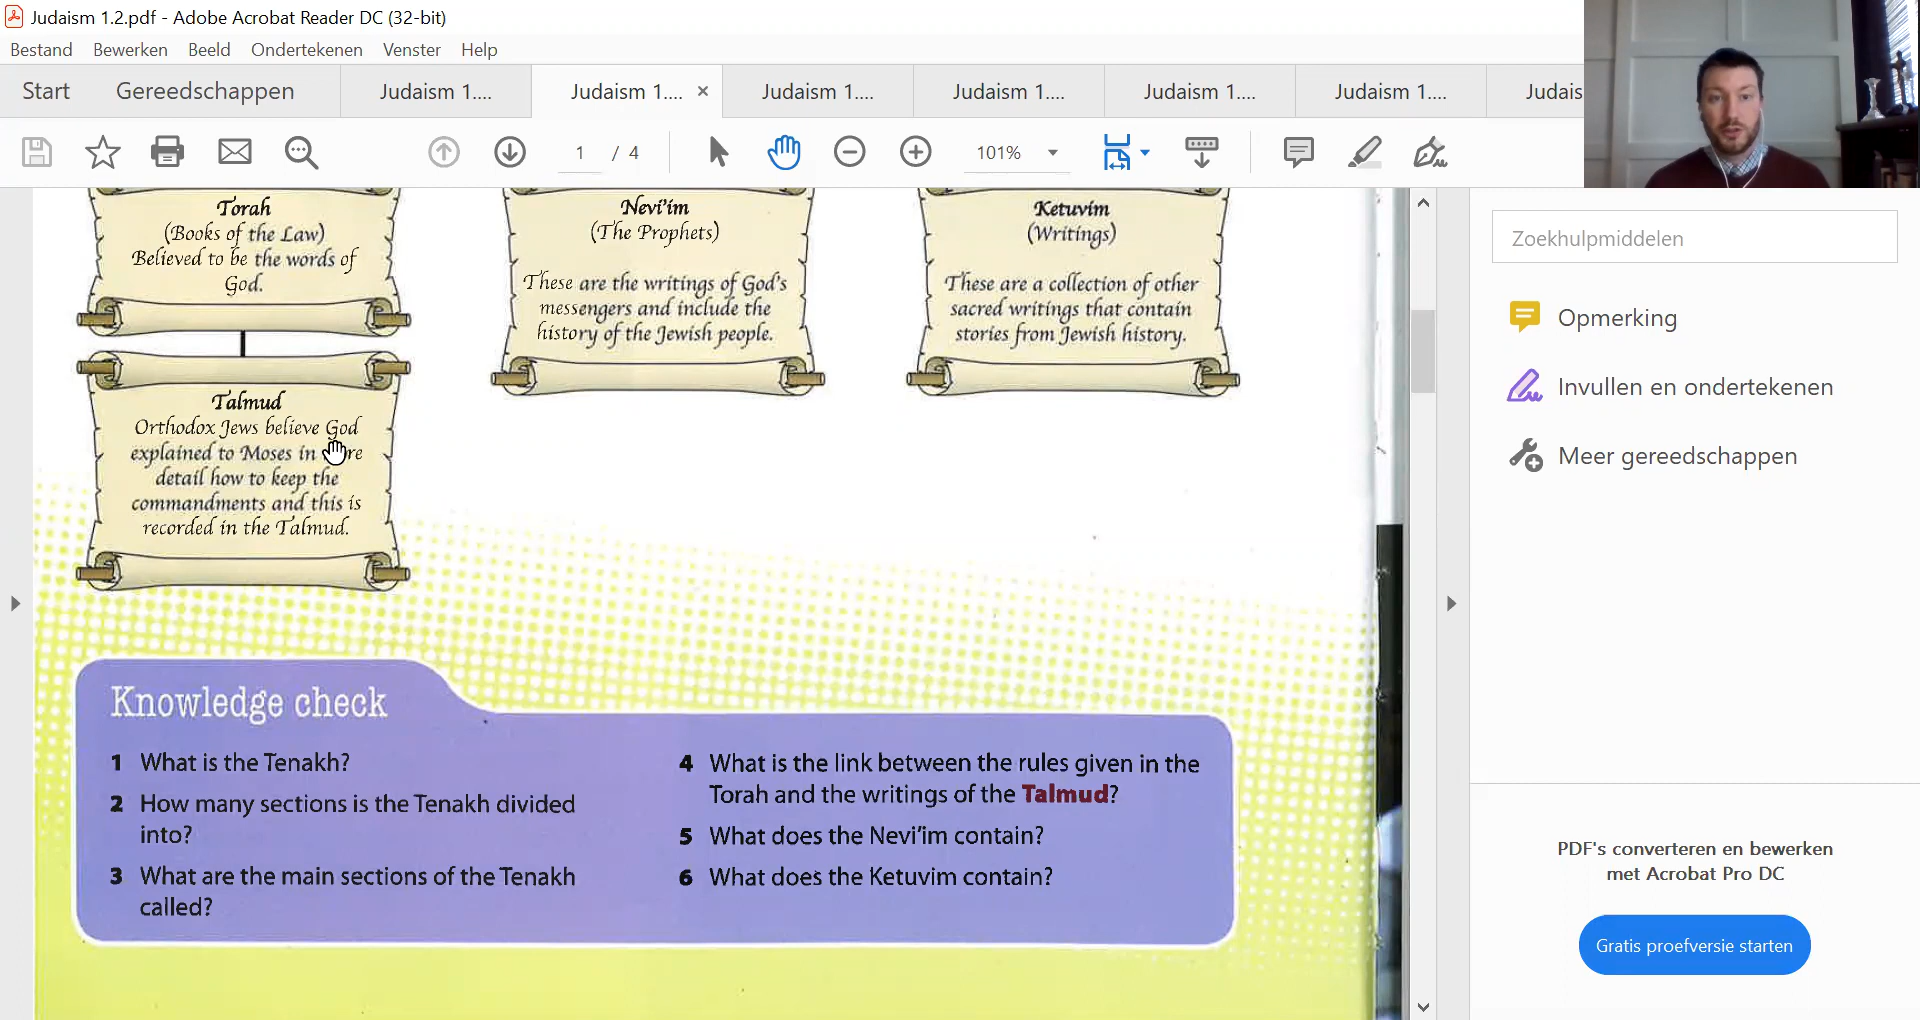 Judaism 1.2.pdf - Adobe Acrobat Reader DC (32-bit)
Bestand Bewerken Beeld Ondertekenen Venster Help
Start Gereedschappen Judaism 1.... Judaism 1.... × Judaism 1.... Judaism 1.... Judaism 1.... Judaism 1.... Judais
1 / 4 101%
Torah
(Books of the Law)
Believed to be the words of
God.
Nevi'im
(The Prophets)
These are the writings of God's
messengers and include the
history of the Jewish people.
Ketuvim
(Writings)
These are a collection of other
sacred writings that contain
stories from Jewish history.
Talmud
Orthodox Jews believe God
explained to Moses in re
detail how to keep the
commandments and this is
recorded in the Talmud.
Knowledge check
1 What is the Tenakh?
2 How many sections is the Tenakh divided
into?
3 What are the main sections of the Tenakh
called?
4 What is the link between the rules given in the
Torah and the writings of the Talmud?
5 What does the Nevi'im contain?
6 What does the Ketuvim contain?
Zoekhulpmiddelen
Opmerking
Invullen en ondertekenen
Meer gereedschappen
PDF's converteren en bewerken
met Acrobat Pro DC
Gratis proefversie starten